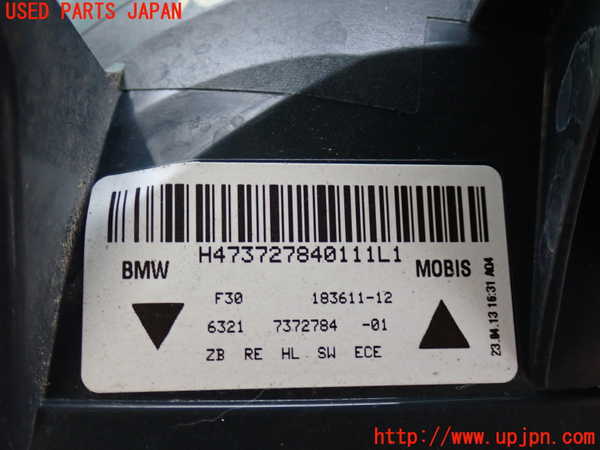 USED PARTS JAPAN
H473727840111L1
BMW MOBIS
F30 183611-12
6321 7372784 -01
ZB RE HL SW ECE
23.04.13 16:31 A04
http://www.upjpn.com/